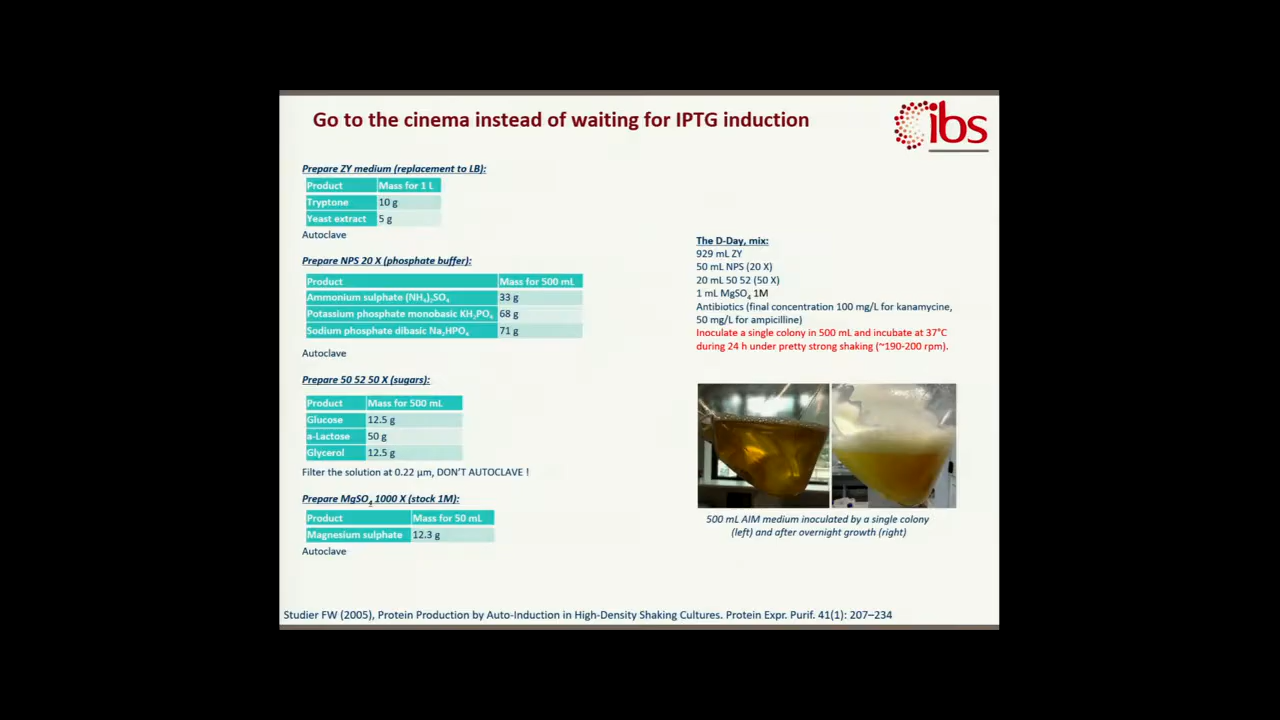 Go to the cinema instead of waiting for IPTG induction
ibs
Prepare ZY medium (replacement to LB):
Product Mass for 1 L
Tryptone 10 g
Yeast extract 5 g
Autoclave
Prepare NPS 20 X (phosphate buffer):
Product Mass for 500 mL
Ammonium sulphate (NH₄)₂SO₄ 33 g
Potassium phosphate monobasic KH₂PO₄ 68 g
Sodium phosphate dibasic Na₂HPO₄ 71 g
Autoclave
Prepare 50 52 50 X (sugars):
Product Mass for 500 mL
Glucose 12.5 g
a-Lactose 50 g
Glycerol 12.5 g
Filter the solution at 0.22 µm, DON'T AUTOCLAVE !
Prepare MgSO₄ 1000 X (stock 1M):
Product Mass for 50 mL
Magnesium sulphate 12.3 g
Autoclave
The D-Day, mix:
929 mL ZY
50 mL NPS (20 X)
20 mL 50 52 (50 X)
1 mL MgSO₄ 1M
Antibiotics (final concentration 100 mg/L for kanamycine,
50 mg/L for ampicilline)
Inoculate a single colony in 500 mL and incubate at 37°C
during 24 h under pretty strong shaking (~190-200 rpm).
500 mL AIM medium inoculated by a single colony
(left) and after overnight growth (right)
Studier FW (2005), Protein Production by Auto-Induction in High-Density Shaking Cultures. Protein Expr. Purif. 41(1): 207–234